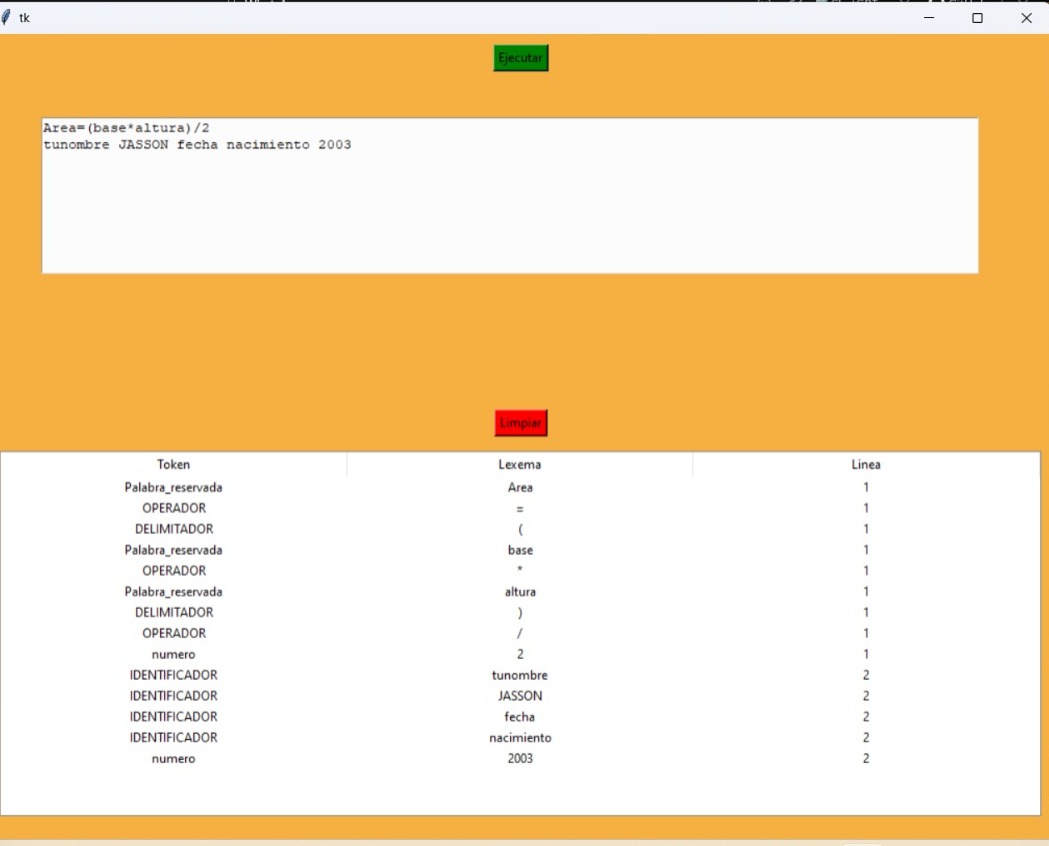 tk
Ejecutar
Area=(base*altura)/2
tunombre JASSON fecha nacimiento 2003
Limpiar
Token Lexema Linea
Palabra_reservada Area 1
OPERADOR = 1
DELIMITADOR ( 1
Palabra_reservada base 1
OPERADOR * 1
Palabra_reservada altura 1
DELIMITADOR ) 1
OPERADOR / 1
numero 2 1
IDENTIFICADOR tunombre 2
IDENTIFICADOR JASSON 2
IDENTIFICADOR fecha 2
IDENTIFICADOR nacimiento 2
numero 2003 2